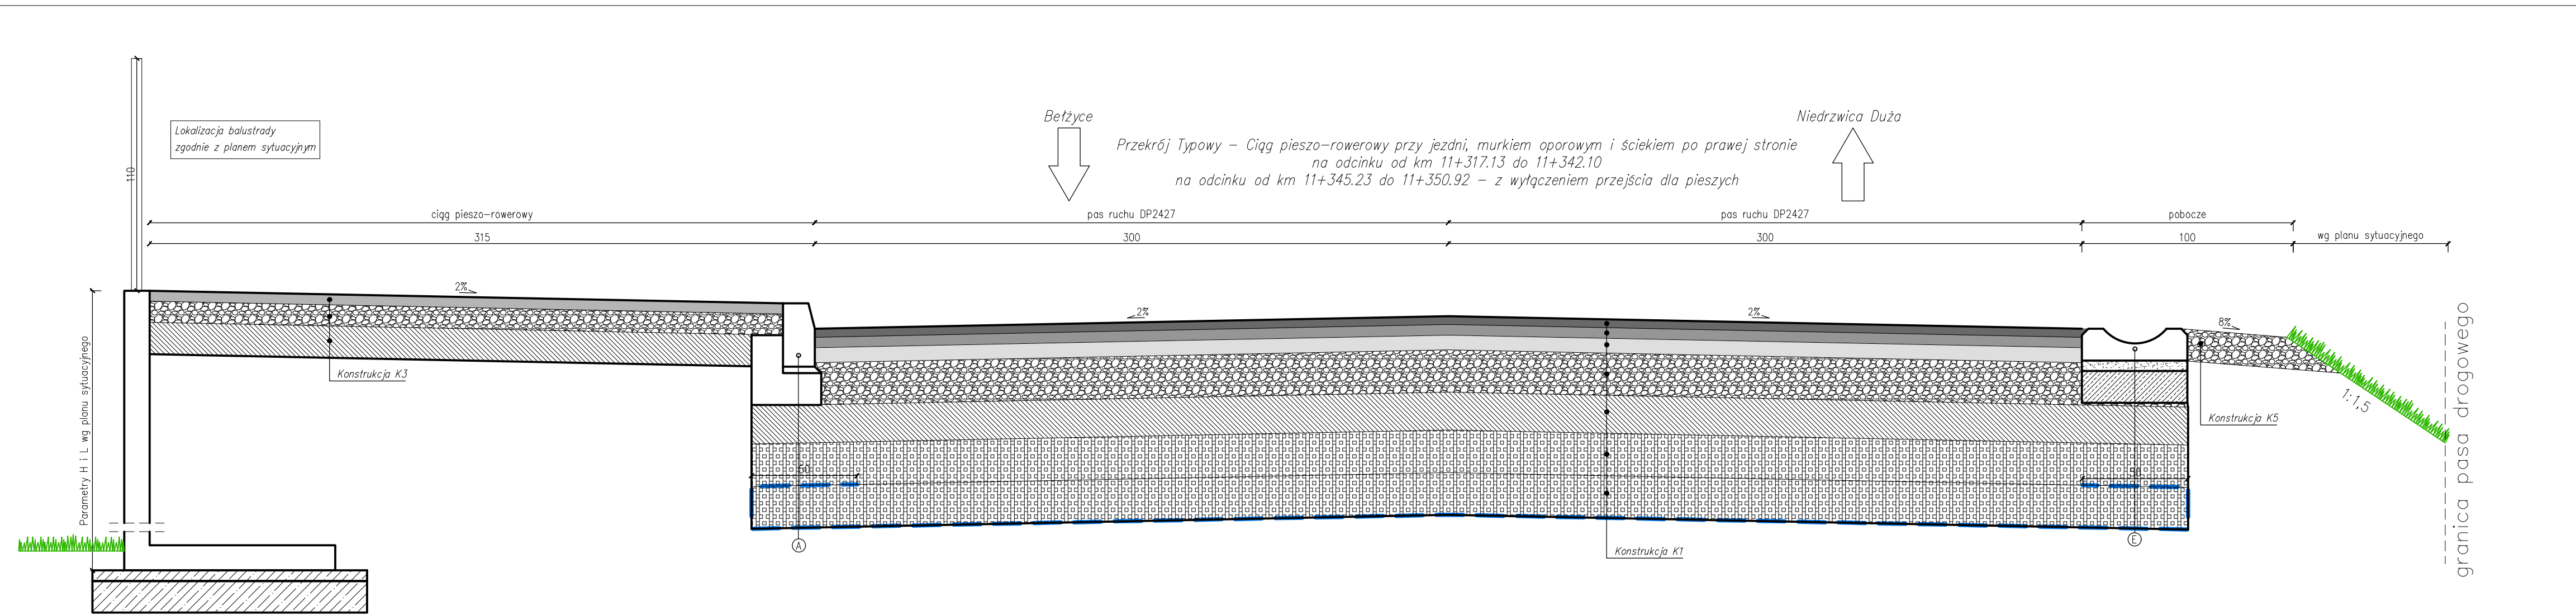 Lokalizacja balustrady
zgodnie z planem sytuacyjnym
110
Bełżyce
Niedrzwica Duża
Przekrój Typowy – Ciąg pieszo-rowerowy przy jezdni, murkiem oporowym i ściekiem po prawej stronie
na odcinku od km 11+317.13 do 11+342.10
na odcinku od km 11+345.23 do 11+350.92 – z wyłączeniem przejścia dla pieszych
ciąg pieszo-rowerowy
pas ruchu DP2427
pas ruchu DP2427
pobocze
315
300
300
100
wg planu sytuacyjnego
2%
2%
2%
8%
Parametry H i L wg planu sytuacyjnego
Konstrukcja K3
1:1,5
Konstrukcja K5
granica pasa drogowego
50
50
A
E
Konstrukcja K1